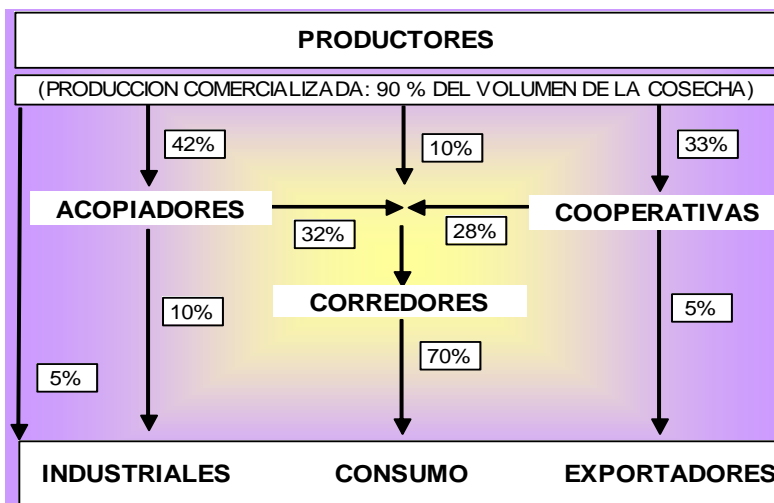 PRODUCTORES
(PRODUCCION COMERCIALIZADA: 90 % DEL VOLUMEN DE LA COSECHA)
42%
10%
33%
ACOPIADORES
COOPERATIVAS
32%
28%
CORREDORES
10%
5%
70%
5%
INDUSTRIALES CONSUMO EXPORTADORES